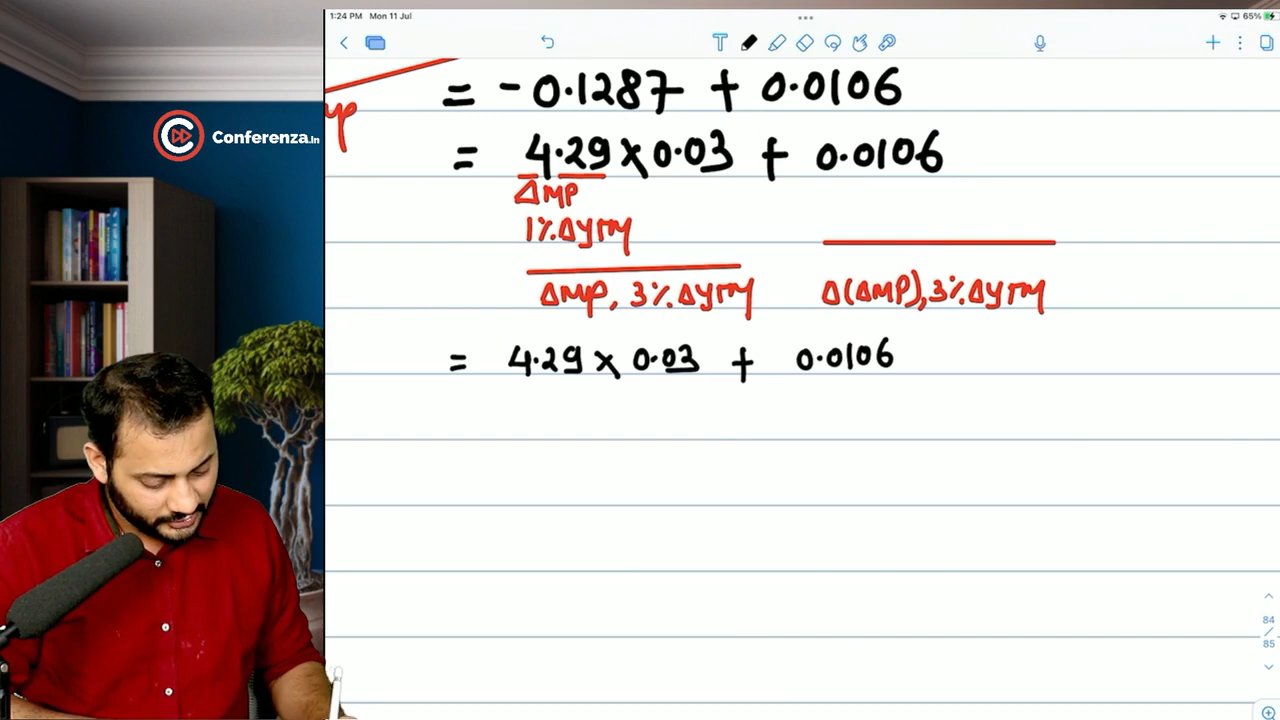 1:24 PM Mon 11 Jul
65%
= -0.1287 + 0.0106
Conferenza.in
= 4.29 x 0.03 + 0.0106
ΔMP
1% ΔYTM
ΔMP, 3% ΔYTM Δ(ΔMP), 3% ΔYTM
= 4.29 x 0.03 + 0.0106
84
/
85